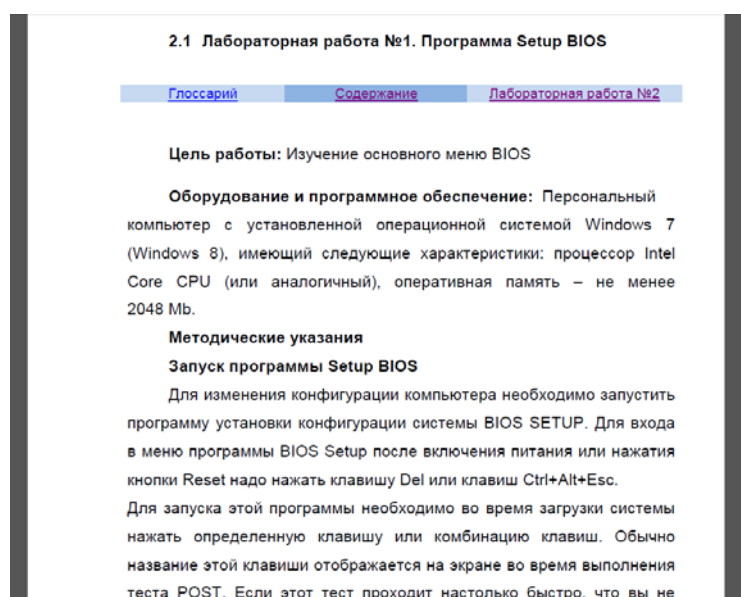 2.1 Лабораторная работа №1. Программа Setup BIOS
Глоссарий Содержание Лабораторная работа №2
Цель работы: Изучение основного меню BIOS
Оборудование и программное обеспечение: Персональный
компьютер с установленной операционной системой Windows 7
(Windows 8), имеющий следующие характеристики: процессор Intel
Core CPU (или аналогичный), оперативная память – не менее
2048 Mb.
Методические указания
Запуск программы Setup BIOS
Для изменения конфигурации компьютера необходимо запустить
программу установки конфигурации системы BIOS SETUP. Для входа
в меню программы BIOS Setup после включения питания или нажатия
кнопки Reset надо нажать клавишу Del или клавиш Ctrl+Alt+Esc.
Для запуска этой программы необходимо во время загрузки системы
нажать определенную клавишу или комбинацию клавиш. Обычно
название этой клавиши отображается на экране во время выполнения
теста POST. Если этот тест проходит настолько быстро, что вы не